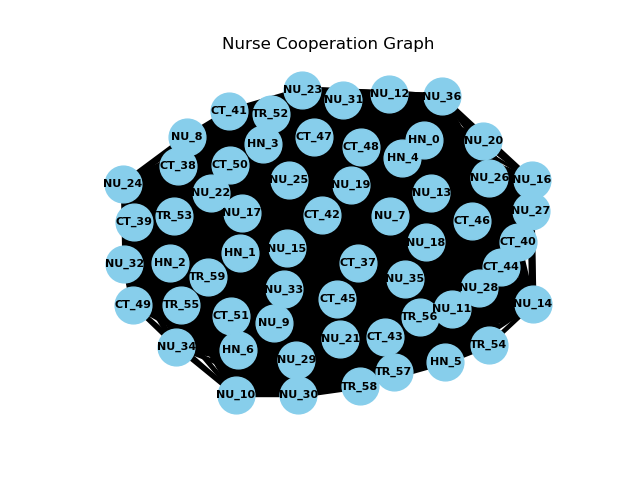 Nurse Cooperation Graph
NU_23
NU_12
NU_36
NU_31
CT_41
TR_52
NU_8
CT_47
HN_0
NU_20
HN_3
CT_48
HN_4
CT_38
CT_50
NU_25
NU_26
NU_16
NU_24
NU_19
NU_22
NU_13
NU_27
CT_39
TR_53
NU_17
CT_42
NU_7
CT_46
CT_40
NU_18
NU_15
HN_1
NU_32
HN_2
CT_37
CT_44
TR_59
NU_35
NU_33
NU_28
CT_49
TR_55
CT_45
NU_14
NU_11
CT_51
TR_56
NU_9
NU_21
CT_43
NU_34
HN_6
TR_54
NU_29
HN_5
TR_57
TR_58
NU_10
NU_30